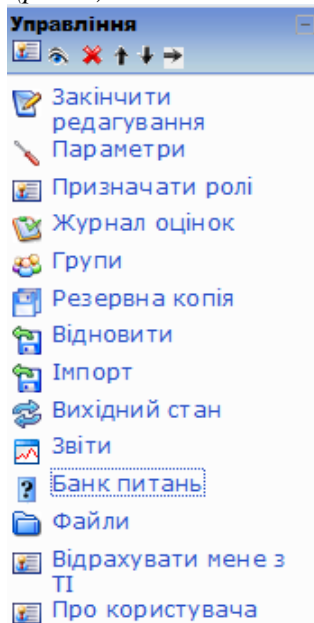 Управління
Закінчити
редагування
Параметри
Призначати ролі
Журнал оцінок
Групи
Резервна копія
Відновити
Імпорт
Вихідний стан
Звіти
Банк питань
Файли
Відрахувати мене з
ТІ
Про користувача